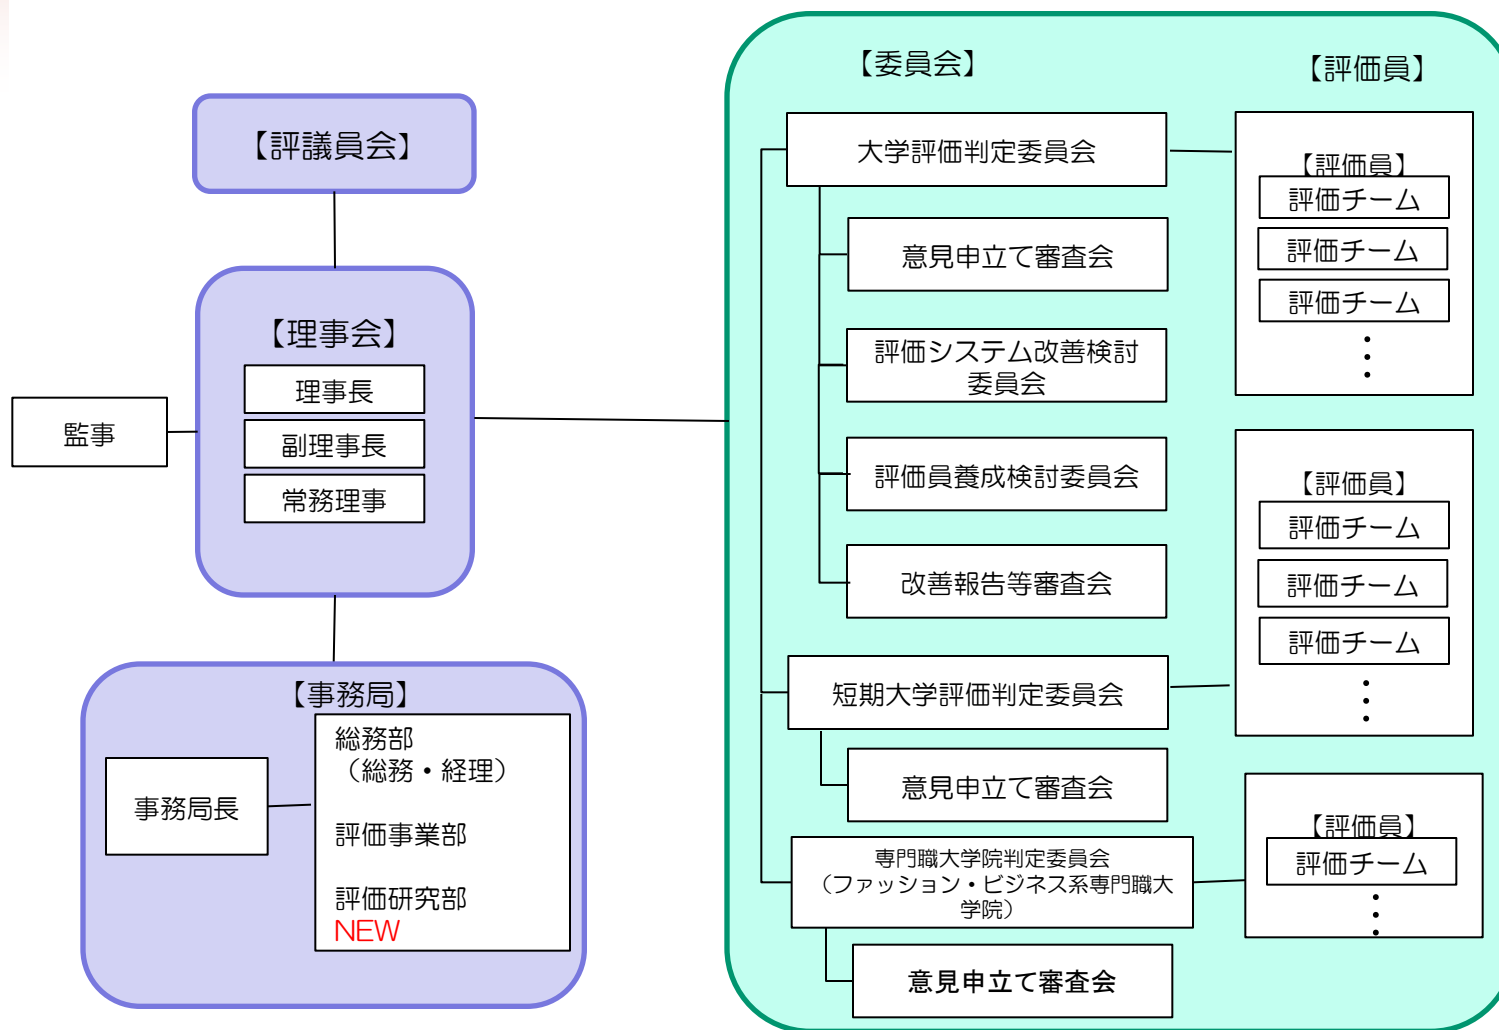 【評議員会】
【理事会】
理事長
副理事長
常務理事
監事
【事務局】
事務局長
総務部
（総務・経理）
評価事業部
評価研究部
NEW
【委員会】
【評価員】
大学評価判定委員会
意見申立て審査会
評価システム改善検討
委員会
評価員養成検討委員会
改善報告等審査会
短期大学評価判定委員会
意見申立て審査会
専門職大学院判定委員会
（ファッション・ビジネス系専門職大
学院）
意見申立て審査会
【評価員】
評価チーム
評価チーム
評価チーム
・
・
・
【評価員】
評価チーム
評価チーム
評価チーム
・
・
・
【評価員】
評価チーム
・
・
・